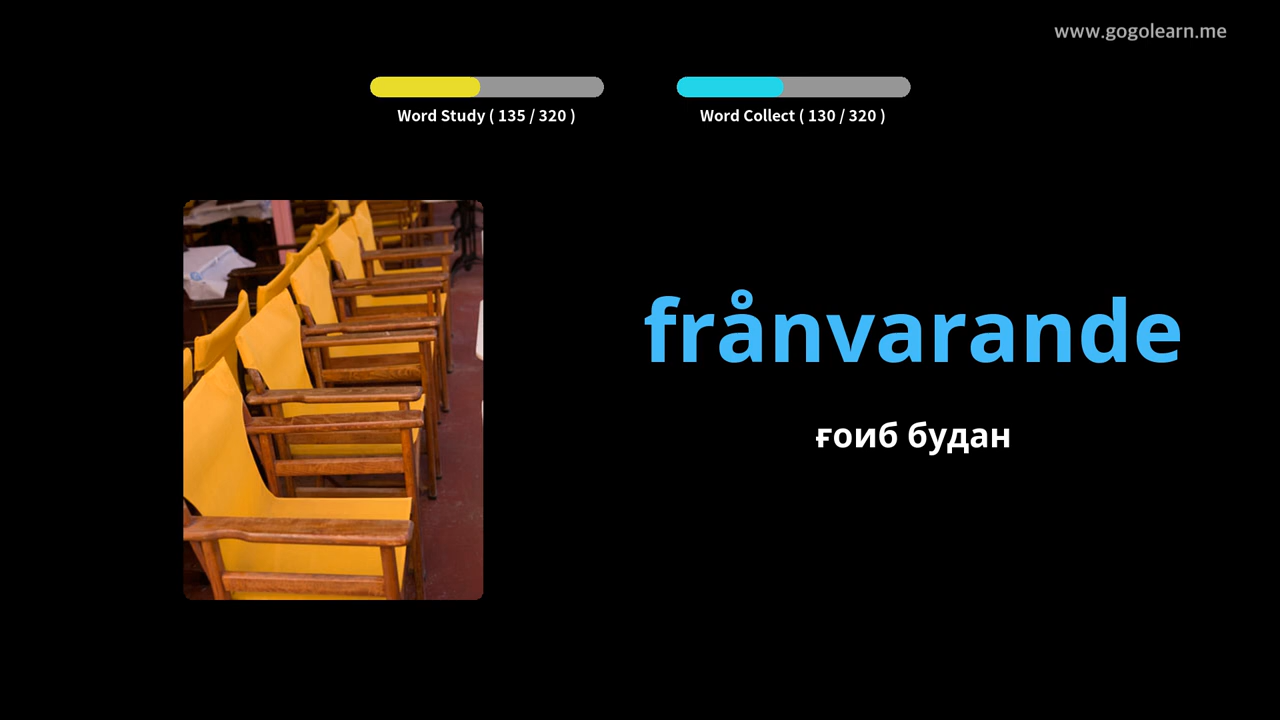 www.gogolearn.me
Word Study ( 135 / 320 )
Word Collect ( 130 / 320 )
frånvarande
ғоиб будан